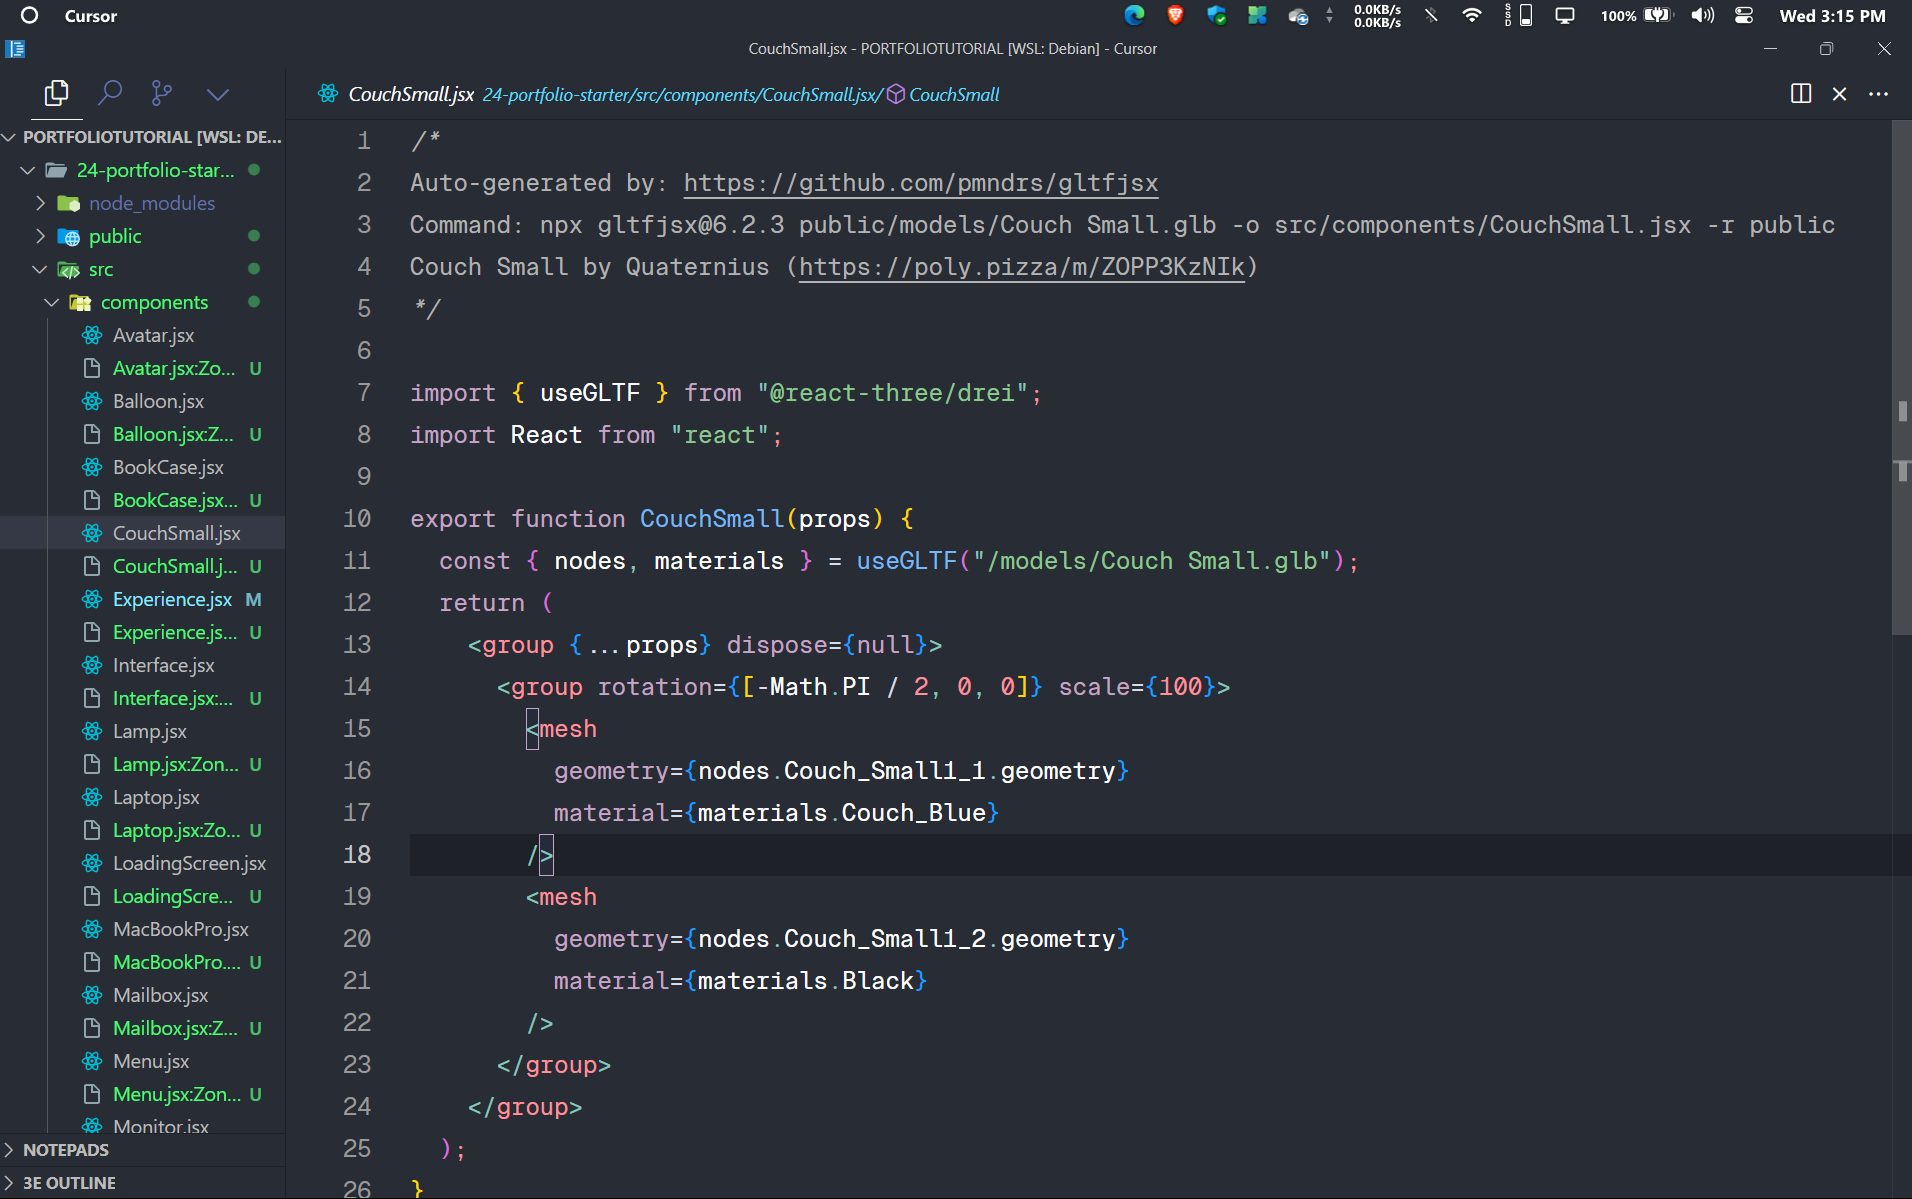 Cursor
0.0KB/s
0.0KB/s
SSD
100%
Wed 3:15 PM
CouchSmall.jsx - PORTFOLIOTUTORIAL [WSL: Debian] - Cursor
CouchSmall.jsx 24-portfolio-starter/src/components/CouchSmall.jsx/ CouchSmall
PORTFOLIOTUTORIAL [WSL: DE...
24-portfolio-star...
node_modules
public
src
components
Avatar.jsx
Avatar.jsx:Zo... U
Balloon.jsx
Balloon.jsx:Z... U
BookCase.jsx
BookCase.jsx... U
CouchSmall.jsx
CouchSmall.j... U
Experience.jsx M
Experience.js... U
Interface.jsx
Interface.jsx:... U
Lamp.jsx
Lamp.jsx:Zon... U
Laptop.jsx
Laptop.jsx:Zo... U
LoadingScreen.jsx
LoadingScre... U
MacBookPro.jsx
MacBookPro.... U
Mailbox.jsx
Mailbox.jsx:Z... U
Menu.jsx
Menu.jsx:Zon... U
Monitor.jsx
NOTEPADS
3E OUTLINE
1 /*
2 Auto-generated by: https://github.com/pmndrs/gltfjsx
3 Command: npx gltfjsx@6.2.3 public/models/Couch Small.glb -o src/components/CouchSmall.jsx -r public
4 Couch Small by Quaternius (https://poly.pizza/m/ZOPP3KzNIk)
5 */
6
7 import { useGLTF } from "@react-three/drei";
8 import React from "react";
9
10 export function CouchSmall(props) {
11 const { nodes, materials } = useGLTF("/models/Couch Small.glb");
12 return (
13 <group {...props} dispose={null}>
14 <group rotation={[-Math.PI / 2, 0, 0]} scale={100}>
15 <mesh
16 geometry={nodes.Couch_Small1_1.geometry}
17 material={materials.Couch_Blue}
18 />
19 <mesh
20 geometry={nodes.Couch_Small1_2.geometry}
21 material={materials.Black}
22 />
23 </group>
24 </group>
25 );
26 }